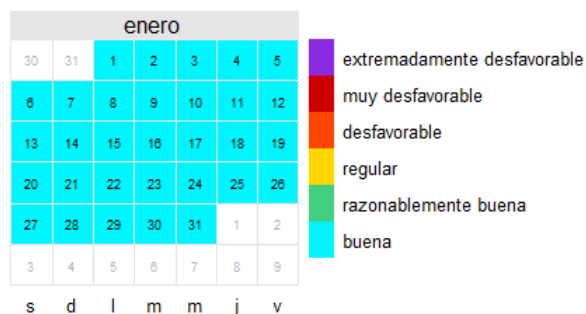 enero
30 31 1 2 3 4 5
6 7 8 9 10 11 12
13 14 15 16 17 18 19
20 21 22 23 24 25 26
27 28 29 30 31 1 2
3 4 5 6 7 8 9
s d l m m j v
extremadamente desfavorable
muy desfavorable
desfavorable
regular
razonablemente buena
buena